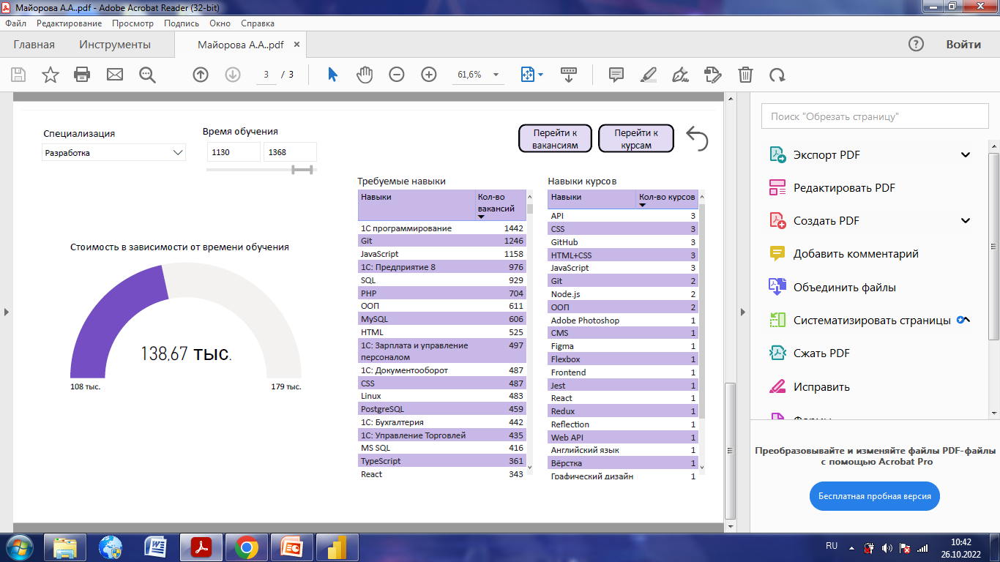 Майорова А.А..pdf - Adobe Acrobat Reader (32-bit)
Файл Редактирование Просмотр Подпись Окно Справка
Главная Инструменты Майорова А.А..pdf × ? Войти
3 / 3 61,6%
Специализация
Разработка
Время обучения
1130 1368
Перейти к вакансиям
Перейти к курсам
Стоимость в зависимости от времени обучения
138,67 тыс.
108 тыс. 179 тыс.
Требуемые навыки
Навыки Кол-во вакансий
1С программирование 1442
Git 1246
JavaScript 1158
1С: Предприятие 8 976
SQL 929
PHP 704
ООП 611
MySQL 606
HTML 525
1С: Зарплата и управление
персоналом 497
1С: Документооборот 487
CSS 487
Linux 483
PostgreSQL 459
1С: Бухгалтерия 442
1С: Управление Торговлей 435
MS SQL 416
TypeScript 361
React 343
Навыки курсов
Навыки Кол-во курсов
API 3
CSS 3
GitHub 3
HTML+CSS 3
JavaScript 3
Git 2
Node.js 2
ООП 2
Adobe Photoshop 1
CMS 1
Figma 1
Flexbox 1
Frontend 1
Jest 1
React 1
Redux 1
Reflection 1
Web API 1
Английский язык 1
Вёрстка 1
Графический дизайн 1
Поиск "Обрезать страницу"
Экспорт PDF
Редактировать PDF
Создать PDF
Добавить комментарий
Объединить файлы
Систематизировать страницы
Сжать PDF
Исправить
Формы
Преобразовывайте и изменяйте файлы PDF-файлы
с помощью Acrobat Pro
Бесплатная пробная версия
RU
10:42
26.10.2022